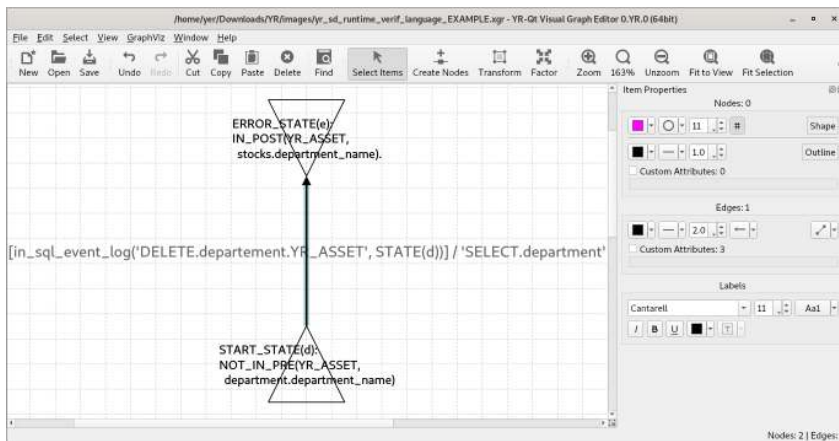 /home/yer/Downloads/YR/images/yr_sd_runtime_verif_language_EXAMPLE.xgr - YR-Qt Visual Graph Editor 0.YR.0 (64bit)
File Edit Select View GraphViz Window Help
New Open Save Undo Redo Cut Copy Paste Delete Find Select Items Create Nodes Transform Factor Zoom 163% Unzoom Fit to View Fit Selection
Item Properties
Nodes: 0
11 # Shape
1.0 Outline
Custom Attributes: 0
Edges: 1
2.0
Custom Attributes: 3
Labels
Cantarell 11 Aa1
I B U T
ERROR_STATE(e):
IN_POST(YR_ASSET,
stocks.department_name).
[in_sql_event_log('DELETE.departement.YR_ASSET', STATE(d))] / 'SELECT.department'
START_STATE(d):
NOT_IN_PRE(YR_ASSET,
department.department_name)
Nodes: 2 | Edges: